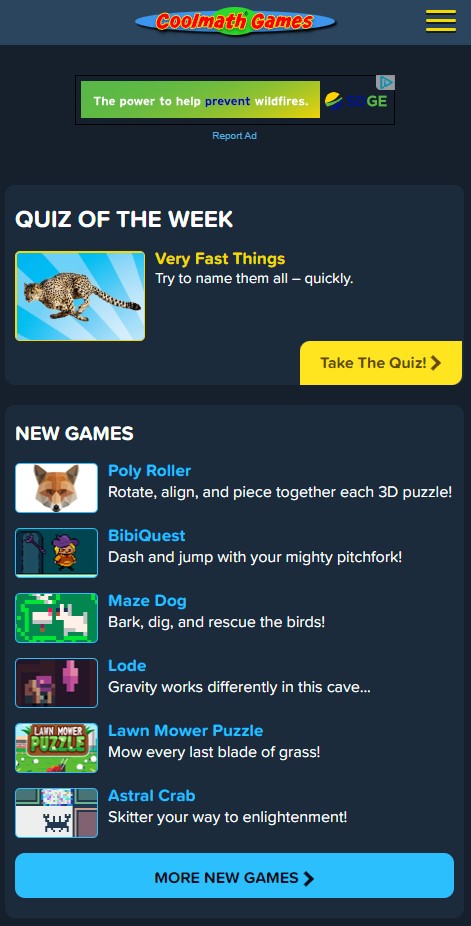 Coolmath Games
The power to help prevent wildfires.
Report Ad
QUIZ OF THE WEEK
Very Fast Things
Try to name them all – quickly.
Take The Quiz!
NEW GAMES
Poly Roller
Rotate, align, and piece together each 3D puzzle!
BibiQuest
Dash and jump with your mighty pitchfork!
Maze Dog
Bark, dig, and rescue the birds!
Lode
Gravity works differently in this cave...
LAWN MOWER
PUZZLE
Lawn Mower Puzzle
Mow every last blade of grass!
Astral Crab
Skitter your way to enlightenment!
MORE NEW GAMES